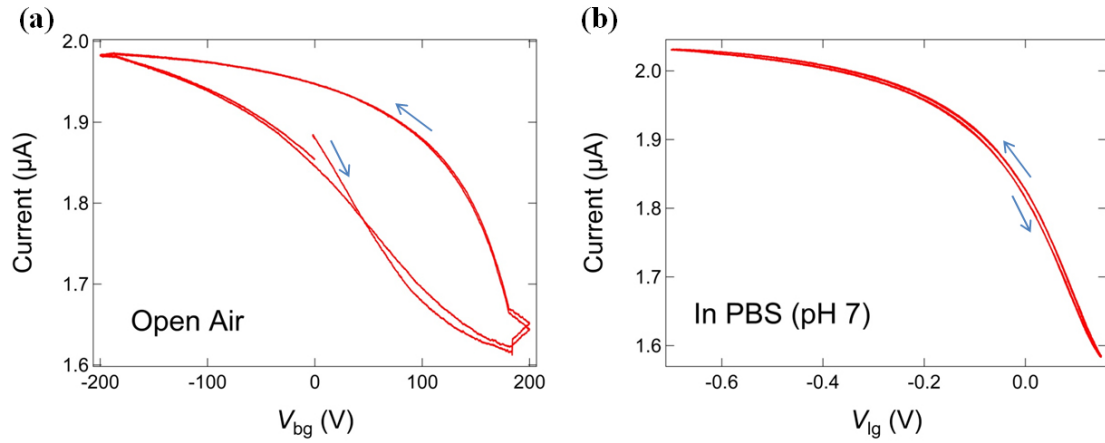 (a)
2.0
1.9
1.8
1.7
1.6
Current (µA)
Open Air
-200
-100
0
100
200
Vbg (V)
(b)
2.0
1.9
1.8
1.7
1.6
Current (µA)
In PBS (pH 7)
-0.6
-0.4
-0.2
0.0
Vlg (V)